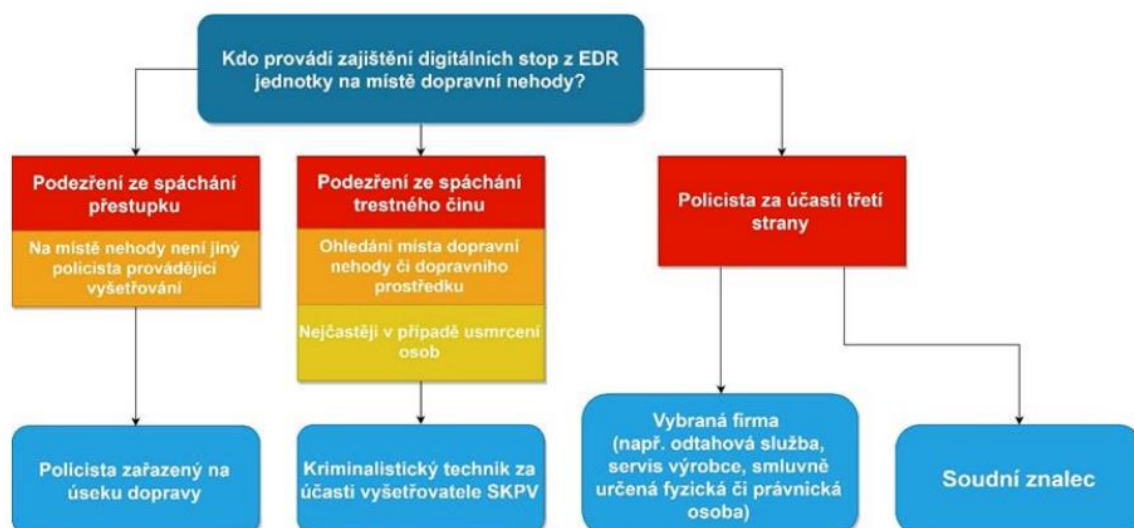 Kdo provádí zajištění digitálních stop z EDR
jednotky na místě dopravní nehody?
Podezření ze spáchání
přestupku
Na místě nehody není jiný
policista provádějící
vyšetřování
Policista zařazený na
úseku dopravy
Podezření ze spáchání
trestného činu
Ohledání místa dopravní
nehody či dopravního
prostředku
Nejčastěji v případě usmrcení
osob
Kriminalistický technik za
účasti vyšetřovatele SKPV
Policista za účasti třetí
strany
Vybraná firma
(např. odtahová služba,
servis výrobce, smluvně
určená fyzická či právnická
osoba)
Soudní znalec